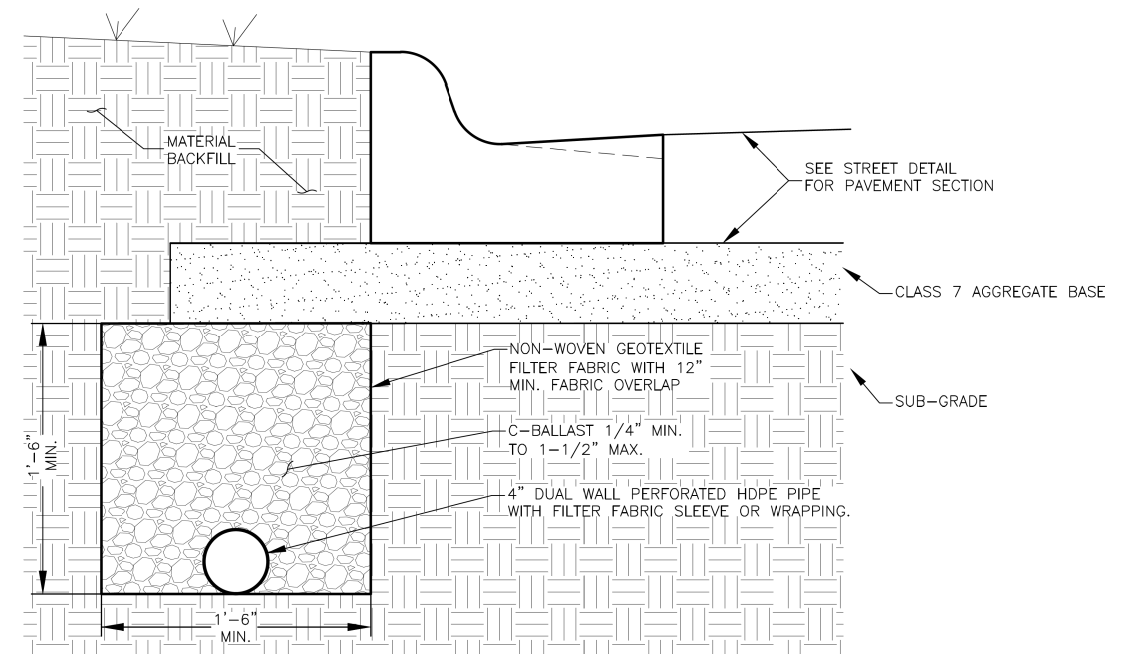 MATERIAL
BACKFILL
SEE STREET DETAIL
FOR PAVEMENT SECTION
CLASS 7 AGGREGATE BASE
NON-WOVEN GEOTEXTILE
FILTER FABRIC WITH 12"
MIN. FABRIC OVERLAP
SUB-GRADE
C-BALLAST 1/4" MIN.
TO 1-1/2" MAX.
1'-6"
MIN.
4" DUAL WALL PERFORATED HDPE PIPE
WITH FILTER FABRIC SLEEVE OR WRAPPING.
1'-6"
MIN.